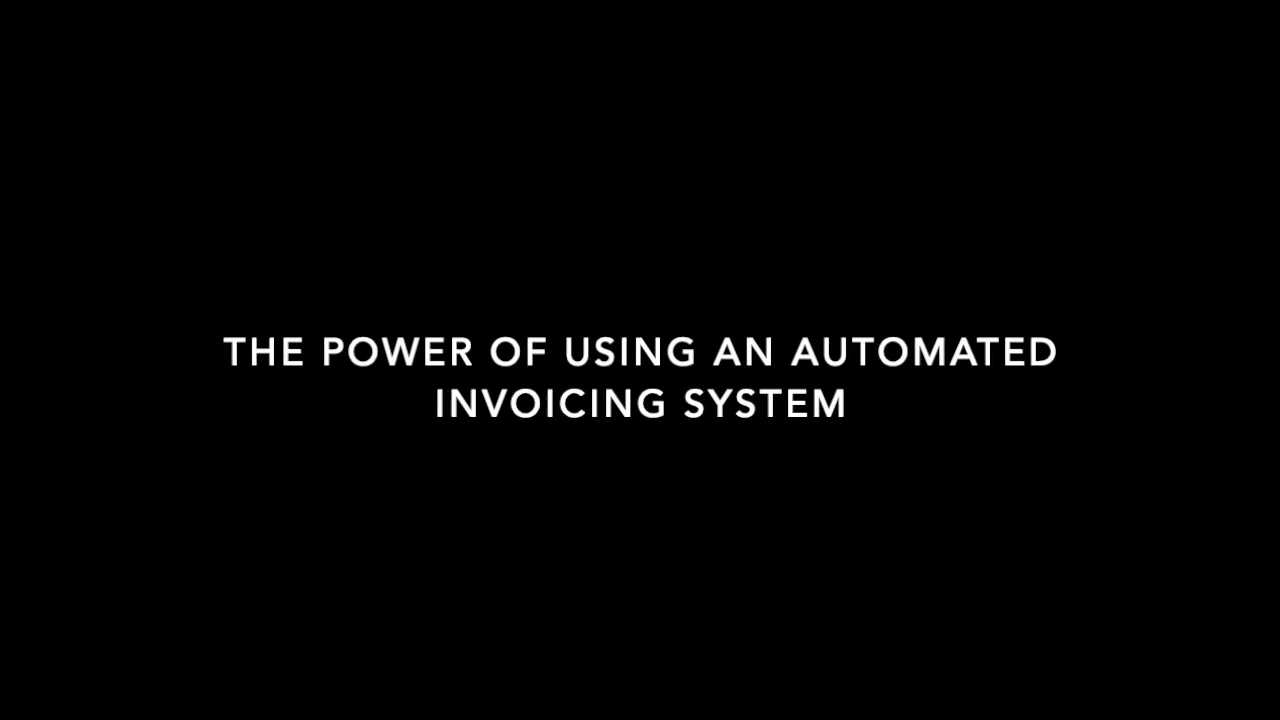 THE POWER OF USING AN AUTOMATED
INVOICING SYSTEM